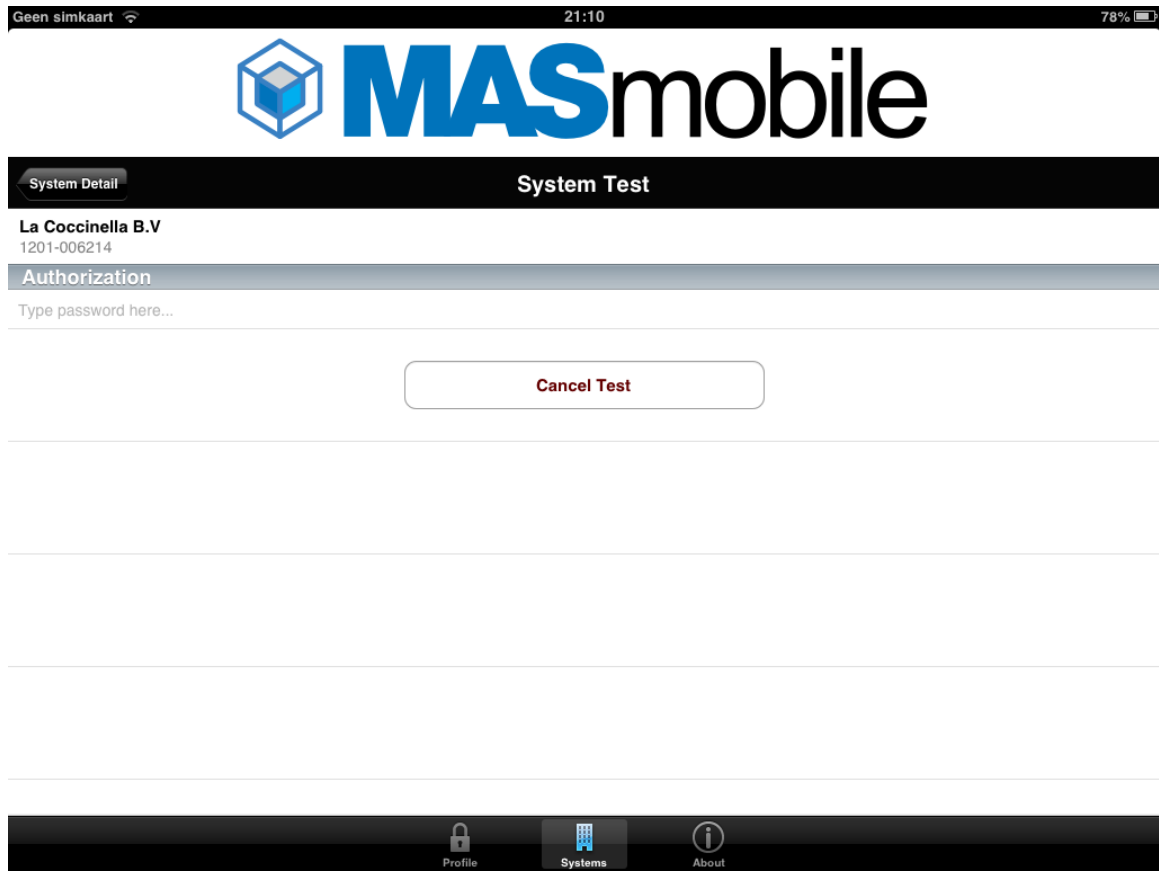 Geen simkaart 21:10 78%
MASmobile
System Detail System Test
La Coccinella B.V
1201-006214
Authorization
Type password here...
Cancel Test
Profile Systems About